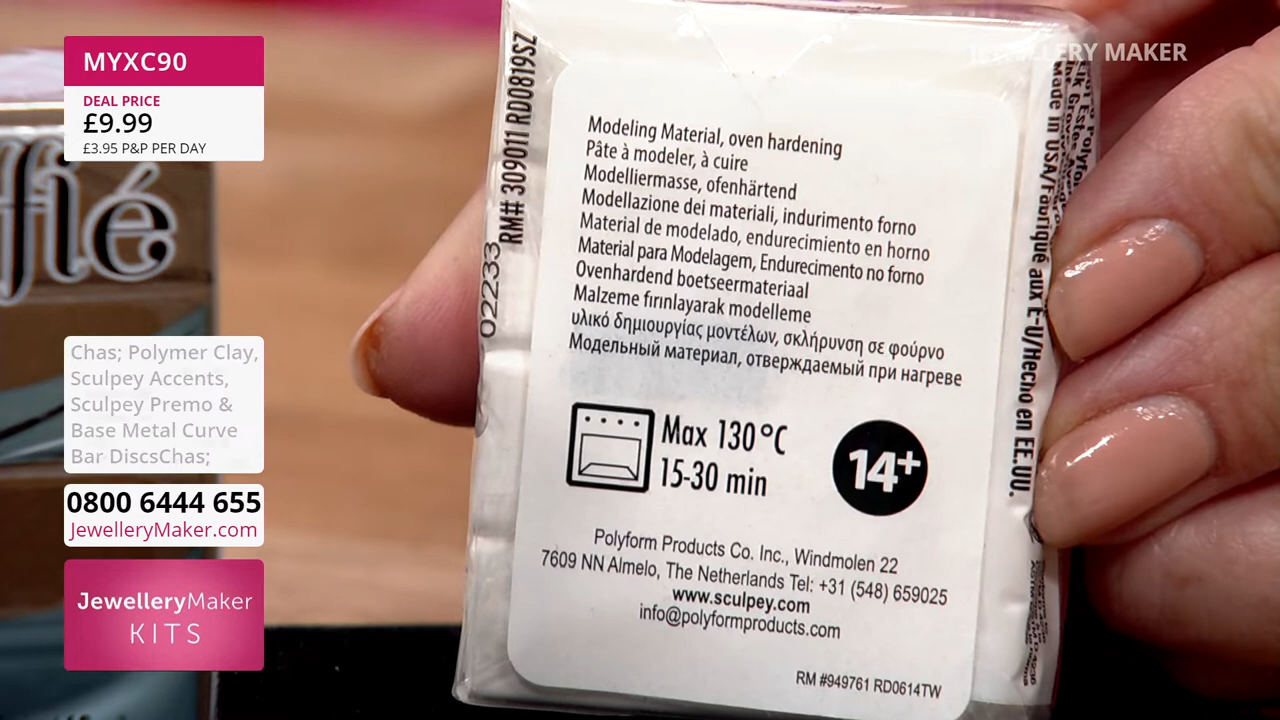 MYXC90
DEAL PRICE
£9.99
£3.95 P&P PER DAY
fflé
Chas; Polymer Clay,
Sculpey Accents,
Sculpey Premo &
Base Metal Curve
Bar DiscsChas;
0800 6444 655
JewelleryMaker.com
JewelleryMaker
KITS
JEWELLERY MAKER
RM# 309011 RD0819SZ
02233
Modeling Material, oven hardening
Pâte à modeler, à cuire
Modelliermasse, ofenhärtend
Modellazione dei materiali, indurimento forno
Material de modelado, endurecimiento en horno
Material para Modelagem, Endurecimento no forno
Ovenhardend boetseermateriaal
Malzeme fırınlayarak modelleme
υλικό δημιουργίας μοντέλων, σκλήρυνση σε φούρνο
Модельный материал, отверждаемый при нагреве
Max 130°C
15-30 min
14+
Polyform Products Co. Inc., Windmolen 22
7609 NN Almelo, The Netherlands Tel: +31 (548) 659025
www.sculpey.com
info@polyformproducts.com
RM #949761 RD0614TW
Made in USA/Fabriqué aux É-U/Hecho en EE.UU.